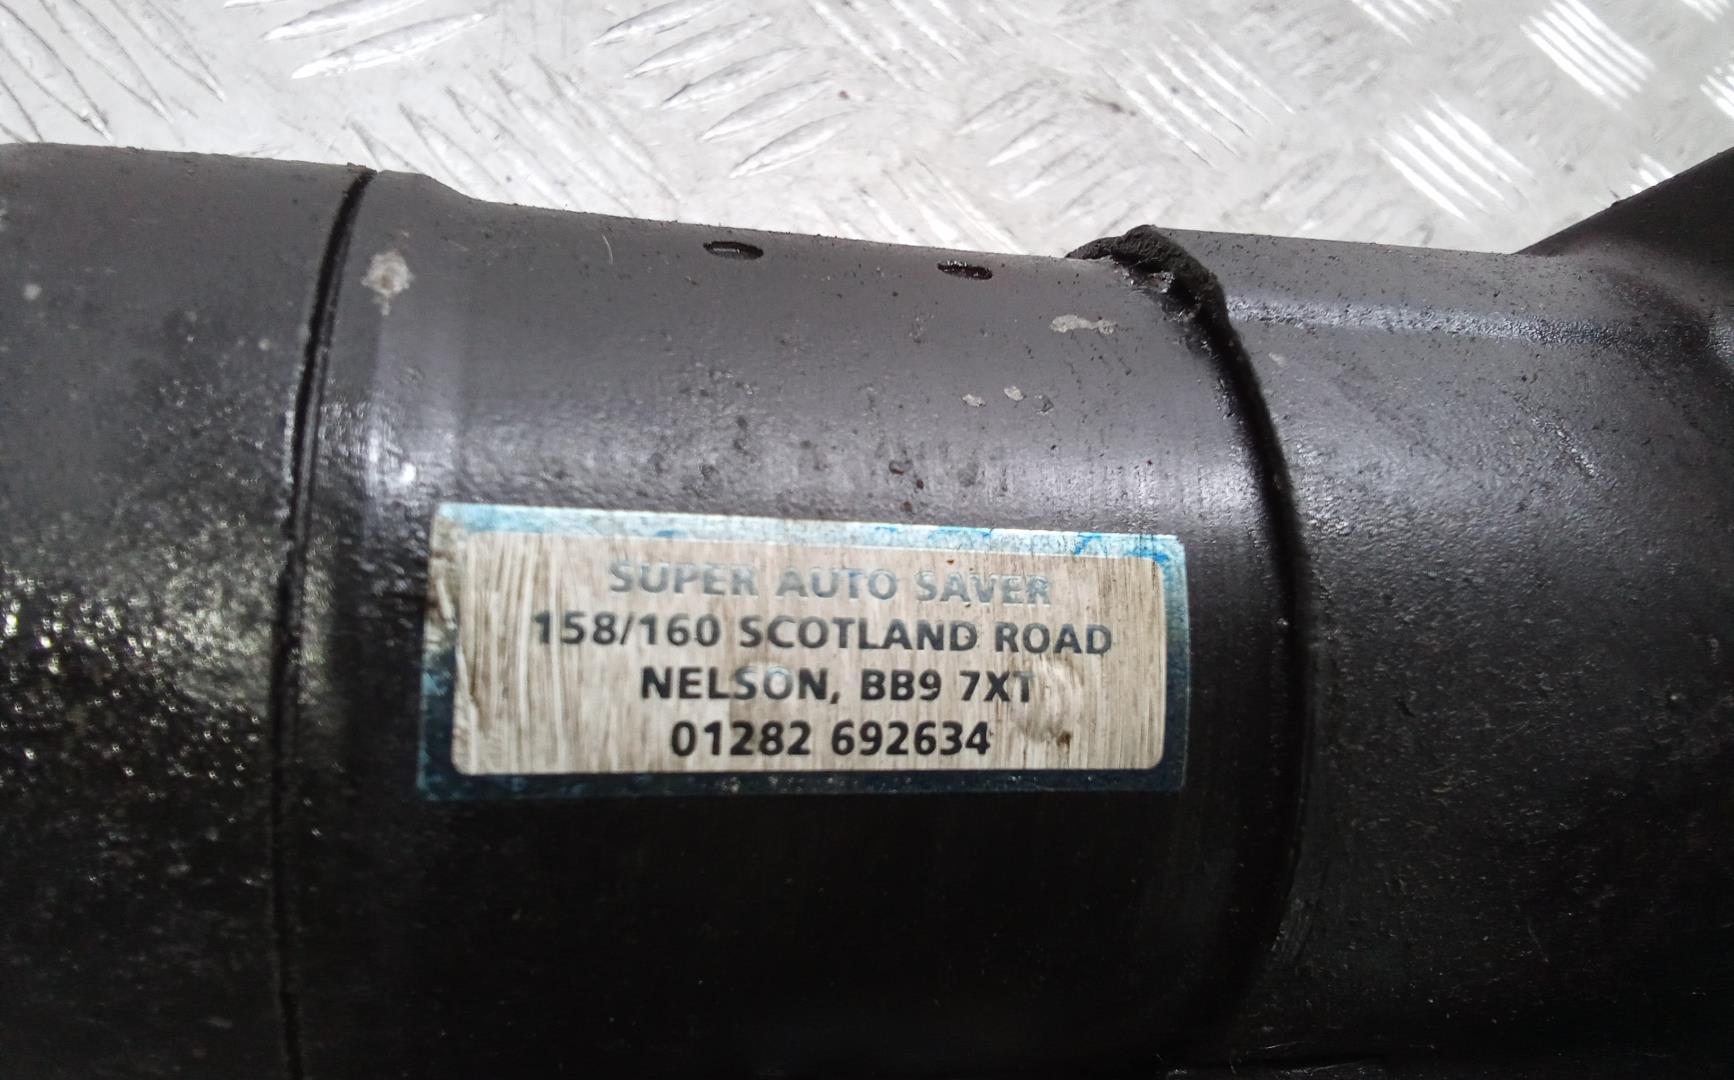 SUPER AUTO SAVER
158/160 SCOTLAND ROAD
NELSON, BB9 7XT
01282 692634